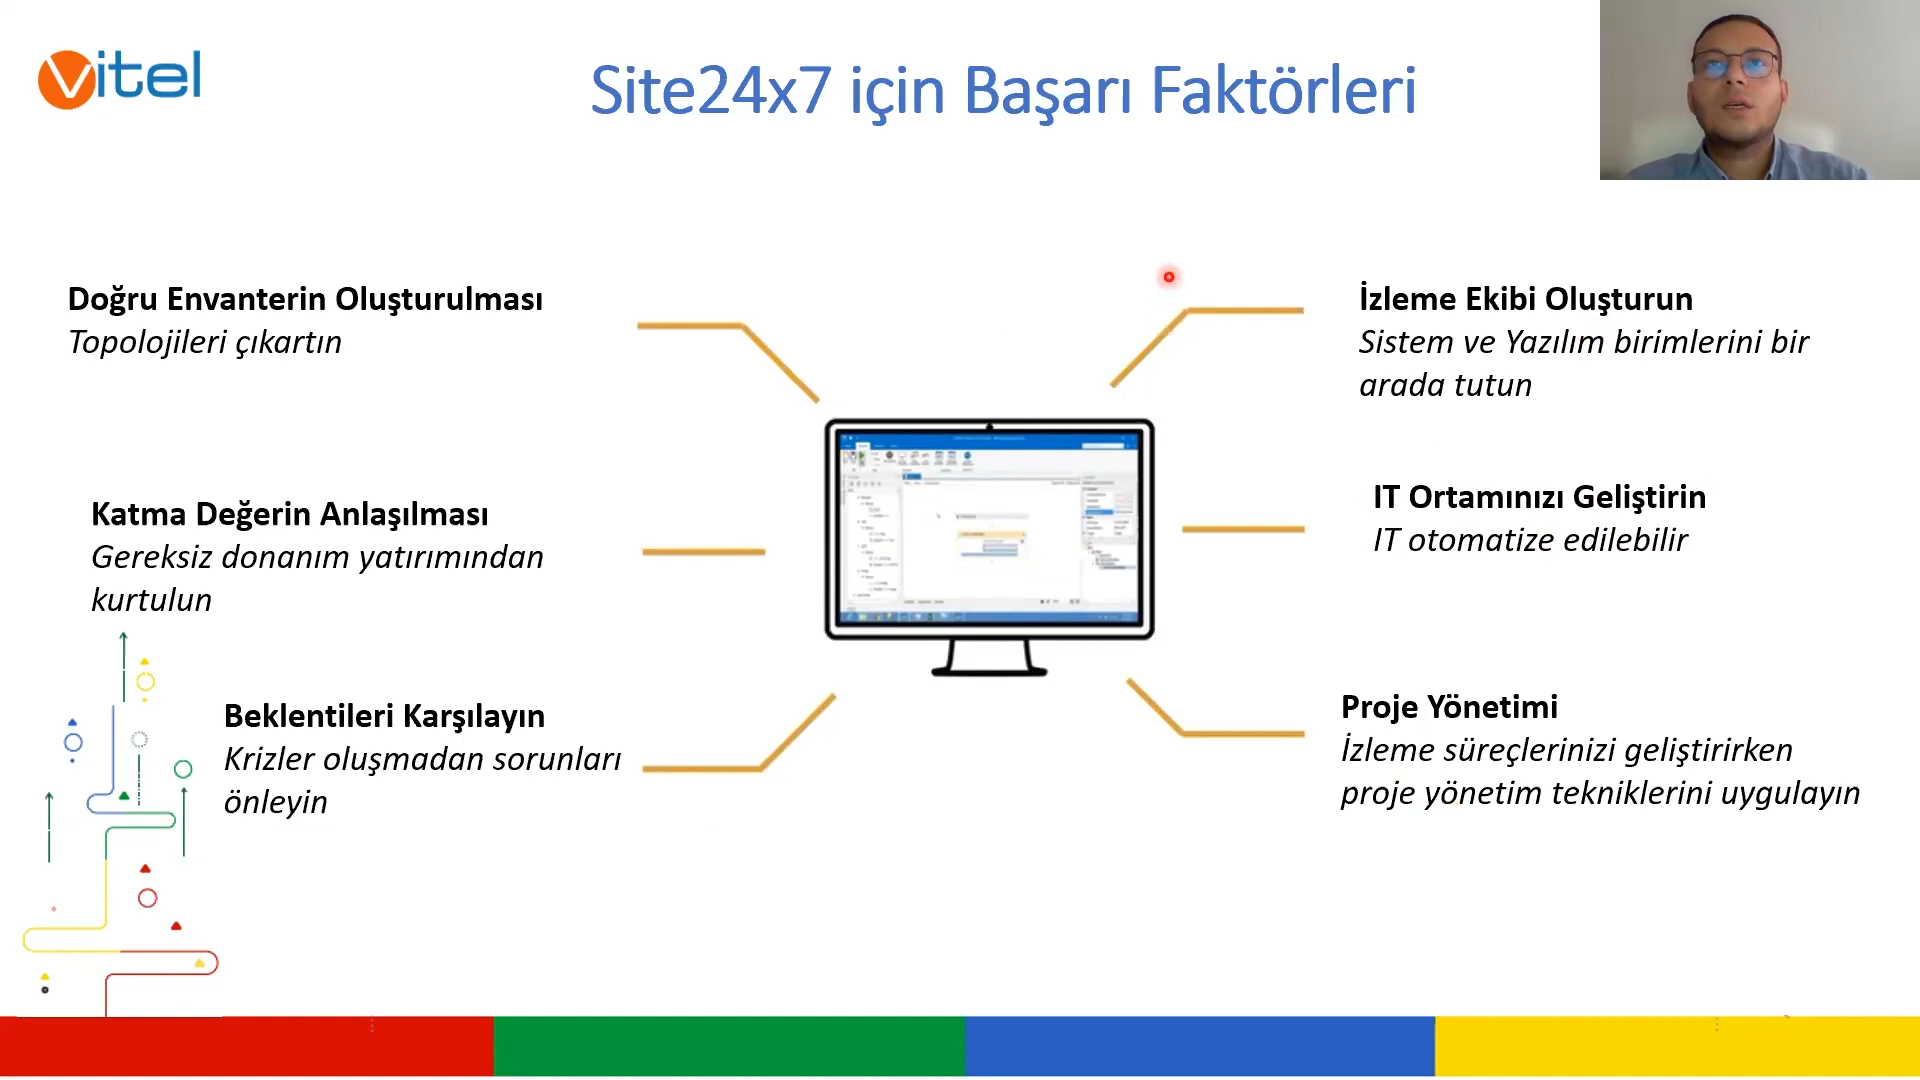 vitel
Site24x7 için Başarı Faktörleri
Doğru Envanterin Oluşturulması
Topolojileri çıkartın
Katma Değerin Anlaşılması
Gereksiz donanım yatırımından
kurtulun
Beklentileri Karşılayın
Krizler oluşmadan sorunları
önleyin
İzleme Ekibi Oluşturun
Sistem ve Yazılım birimlerini bir
arada tutun
IT Ortamınızı Geliştirin
IT otomatize edilebilir
Proje Yönetimi
İzleme süreçlerinizi geliştirirken
proje yönetim tekniklerini uygulayın